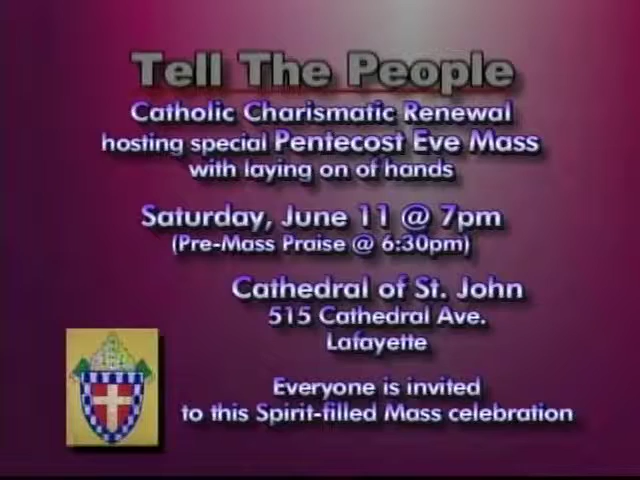 Tell The People
Catholic Charismatic Renewal
hosting special Pentecost Eve Mass
with laying on of hands
Saturday, June 11 @ 7pm
(Pre-Mass Praise @ 6:30pm)
Cathedral of St. John
515 Cathedral Ave.
Lafayette
Everyone is invited
to this Spirit-filled Mass celebration